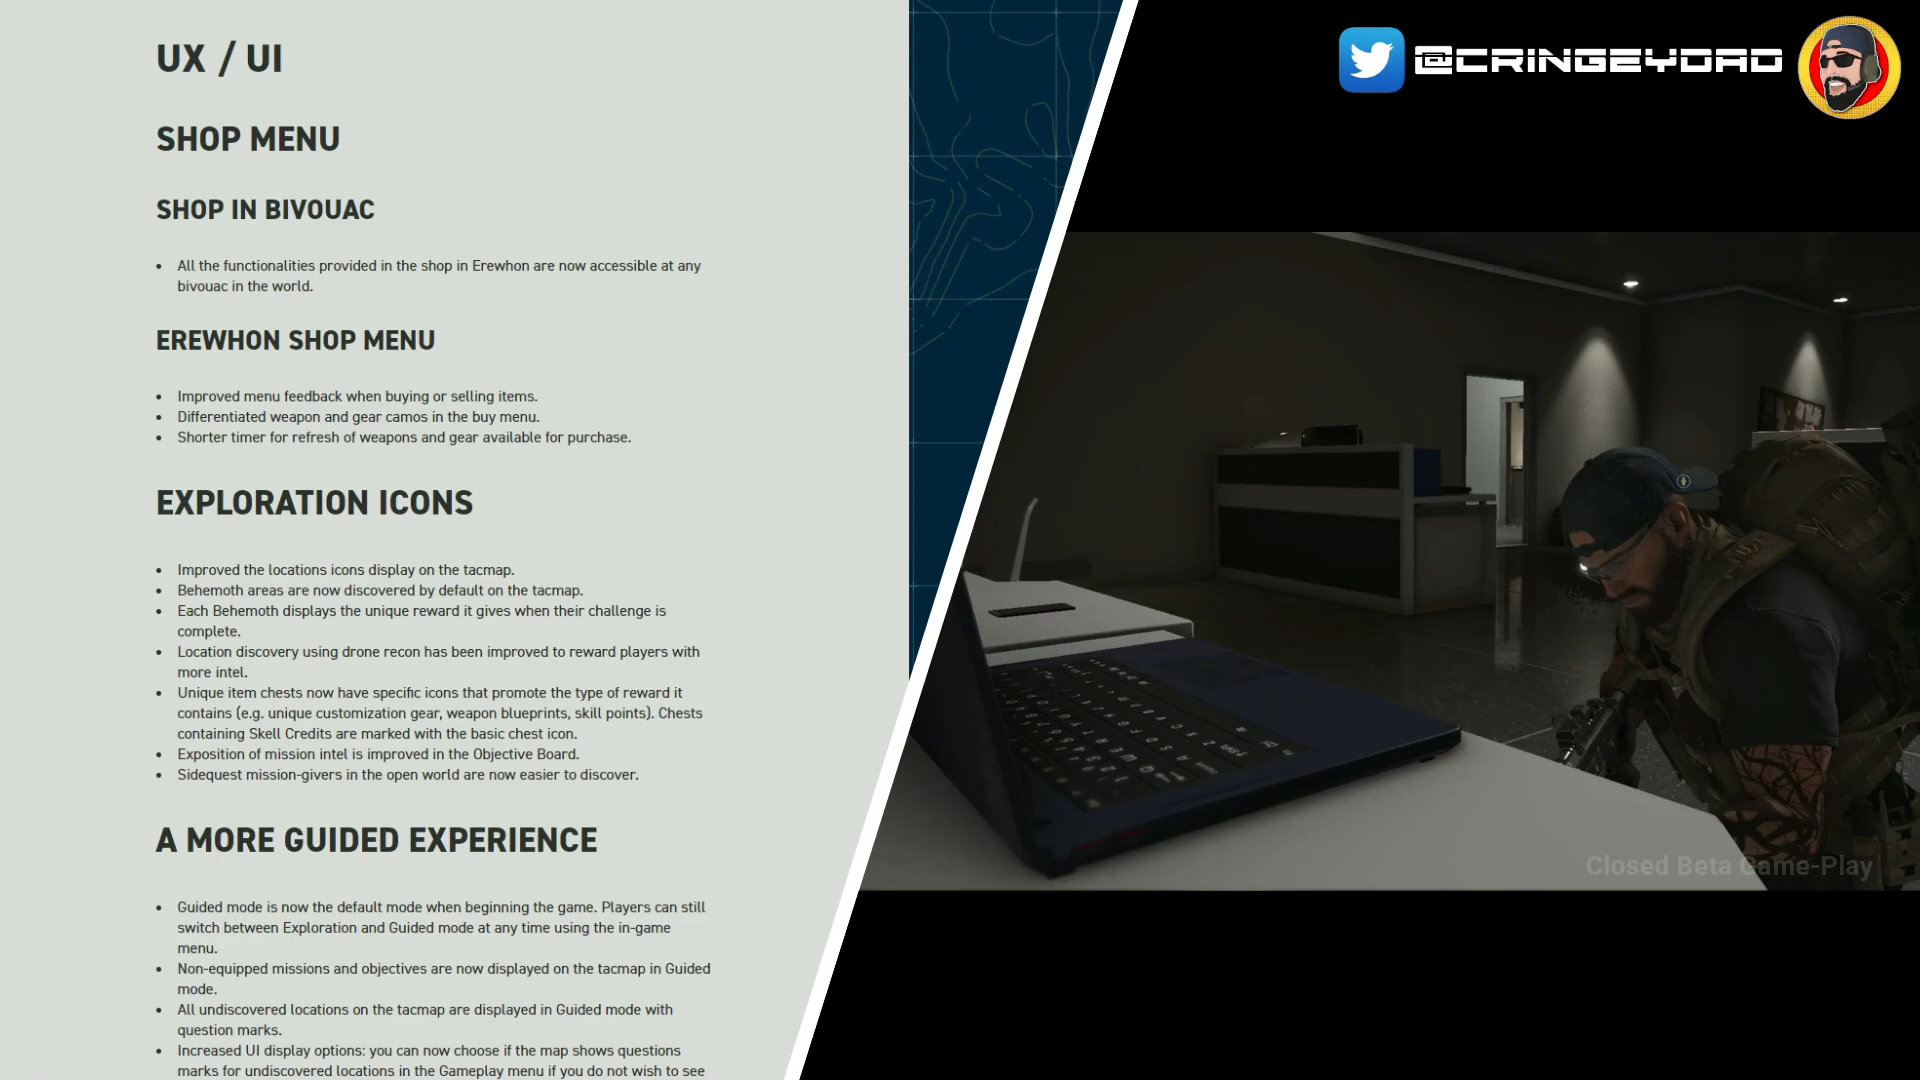 UX / UI
SHOP MENU
SHOP IN BIVOUAC
• All the functionalities provided in the shop in Erewhon are now accessible at any
bivouac in the world.
EREWHON SHOP MENU
• Improved menu feedback when buying or selling items.
• Differentiated weapon and gear camos in the buy menu.
• Shorter timer for refresh of weapons and gear available for purchase.
EXPLORATION ICONS
• Improved the locations icons display on the tacmap.
• Behemoth areas are now discovered by default on the tacmap.
• Each Behemoth displays the unique reward it gives when their challenge is
complete.
• Location discovery using drone recon has been improved to reward players with
more intel.
• Unique item chests now have specific icons that promote the type of reward it
contains (e.g. unique customization gear, weapon blueprints, skill points). Chests
containing Skell Credits are marked with the basic chest icon.
• Exposition of mission intel is improved in the Objective Board.
• Sidequest mission-givers in the open world are now easier to discover.
A MORE GUIDED EXPERIENCE
• Guided mode is now the default mode when beginning the game. Players can still
switch between Exploration and Guided mode at any time using the in-game
menu.
• Non-equipped missions and objectives are now displayed on the tacmap in Guided
mode.
• All undiscovered locations on the tacmap are displayed in Guided mode with
question marks.
• Increased UI display options: you can now choose if the map shows questions
marks for undiscovered locations in the Gameplay menu if you do not wish to see
@CRINGEYDAD
Closed Beta Game-Play